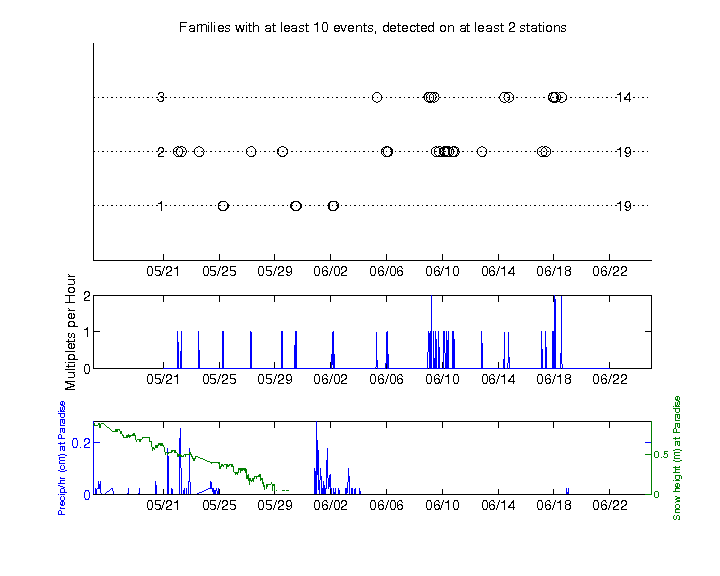 Families with at least 10 events, detected on at least 2 stations
3 14
2 19
1 19
05/21 05/25 05/29 06/02 06/06 06/10 06/14 06/18 06/22
Multiplets per Hour
2
1
0
05/21 05/25 05/29 06/02 06/06 06/10 06/14 06/18 06/22
Precip/hr (cm) at Paradise
0.2
0
Snow height (m) at Paradise
0.5
0
05/21 05/25 05/29 06/02 06/06 06/10 06/14 06/18 06/22